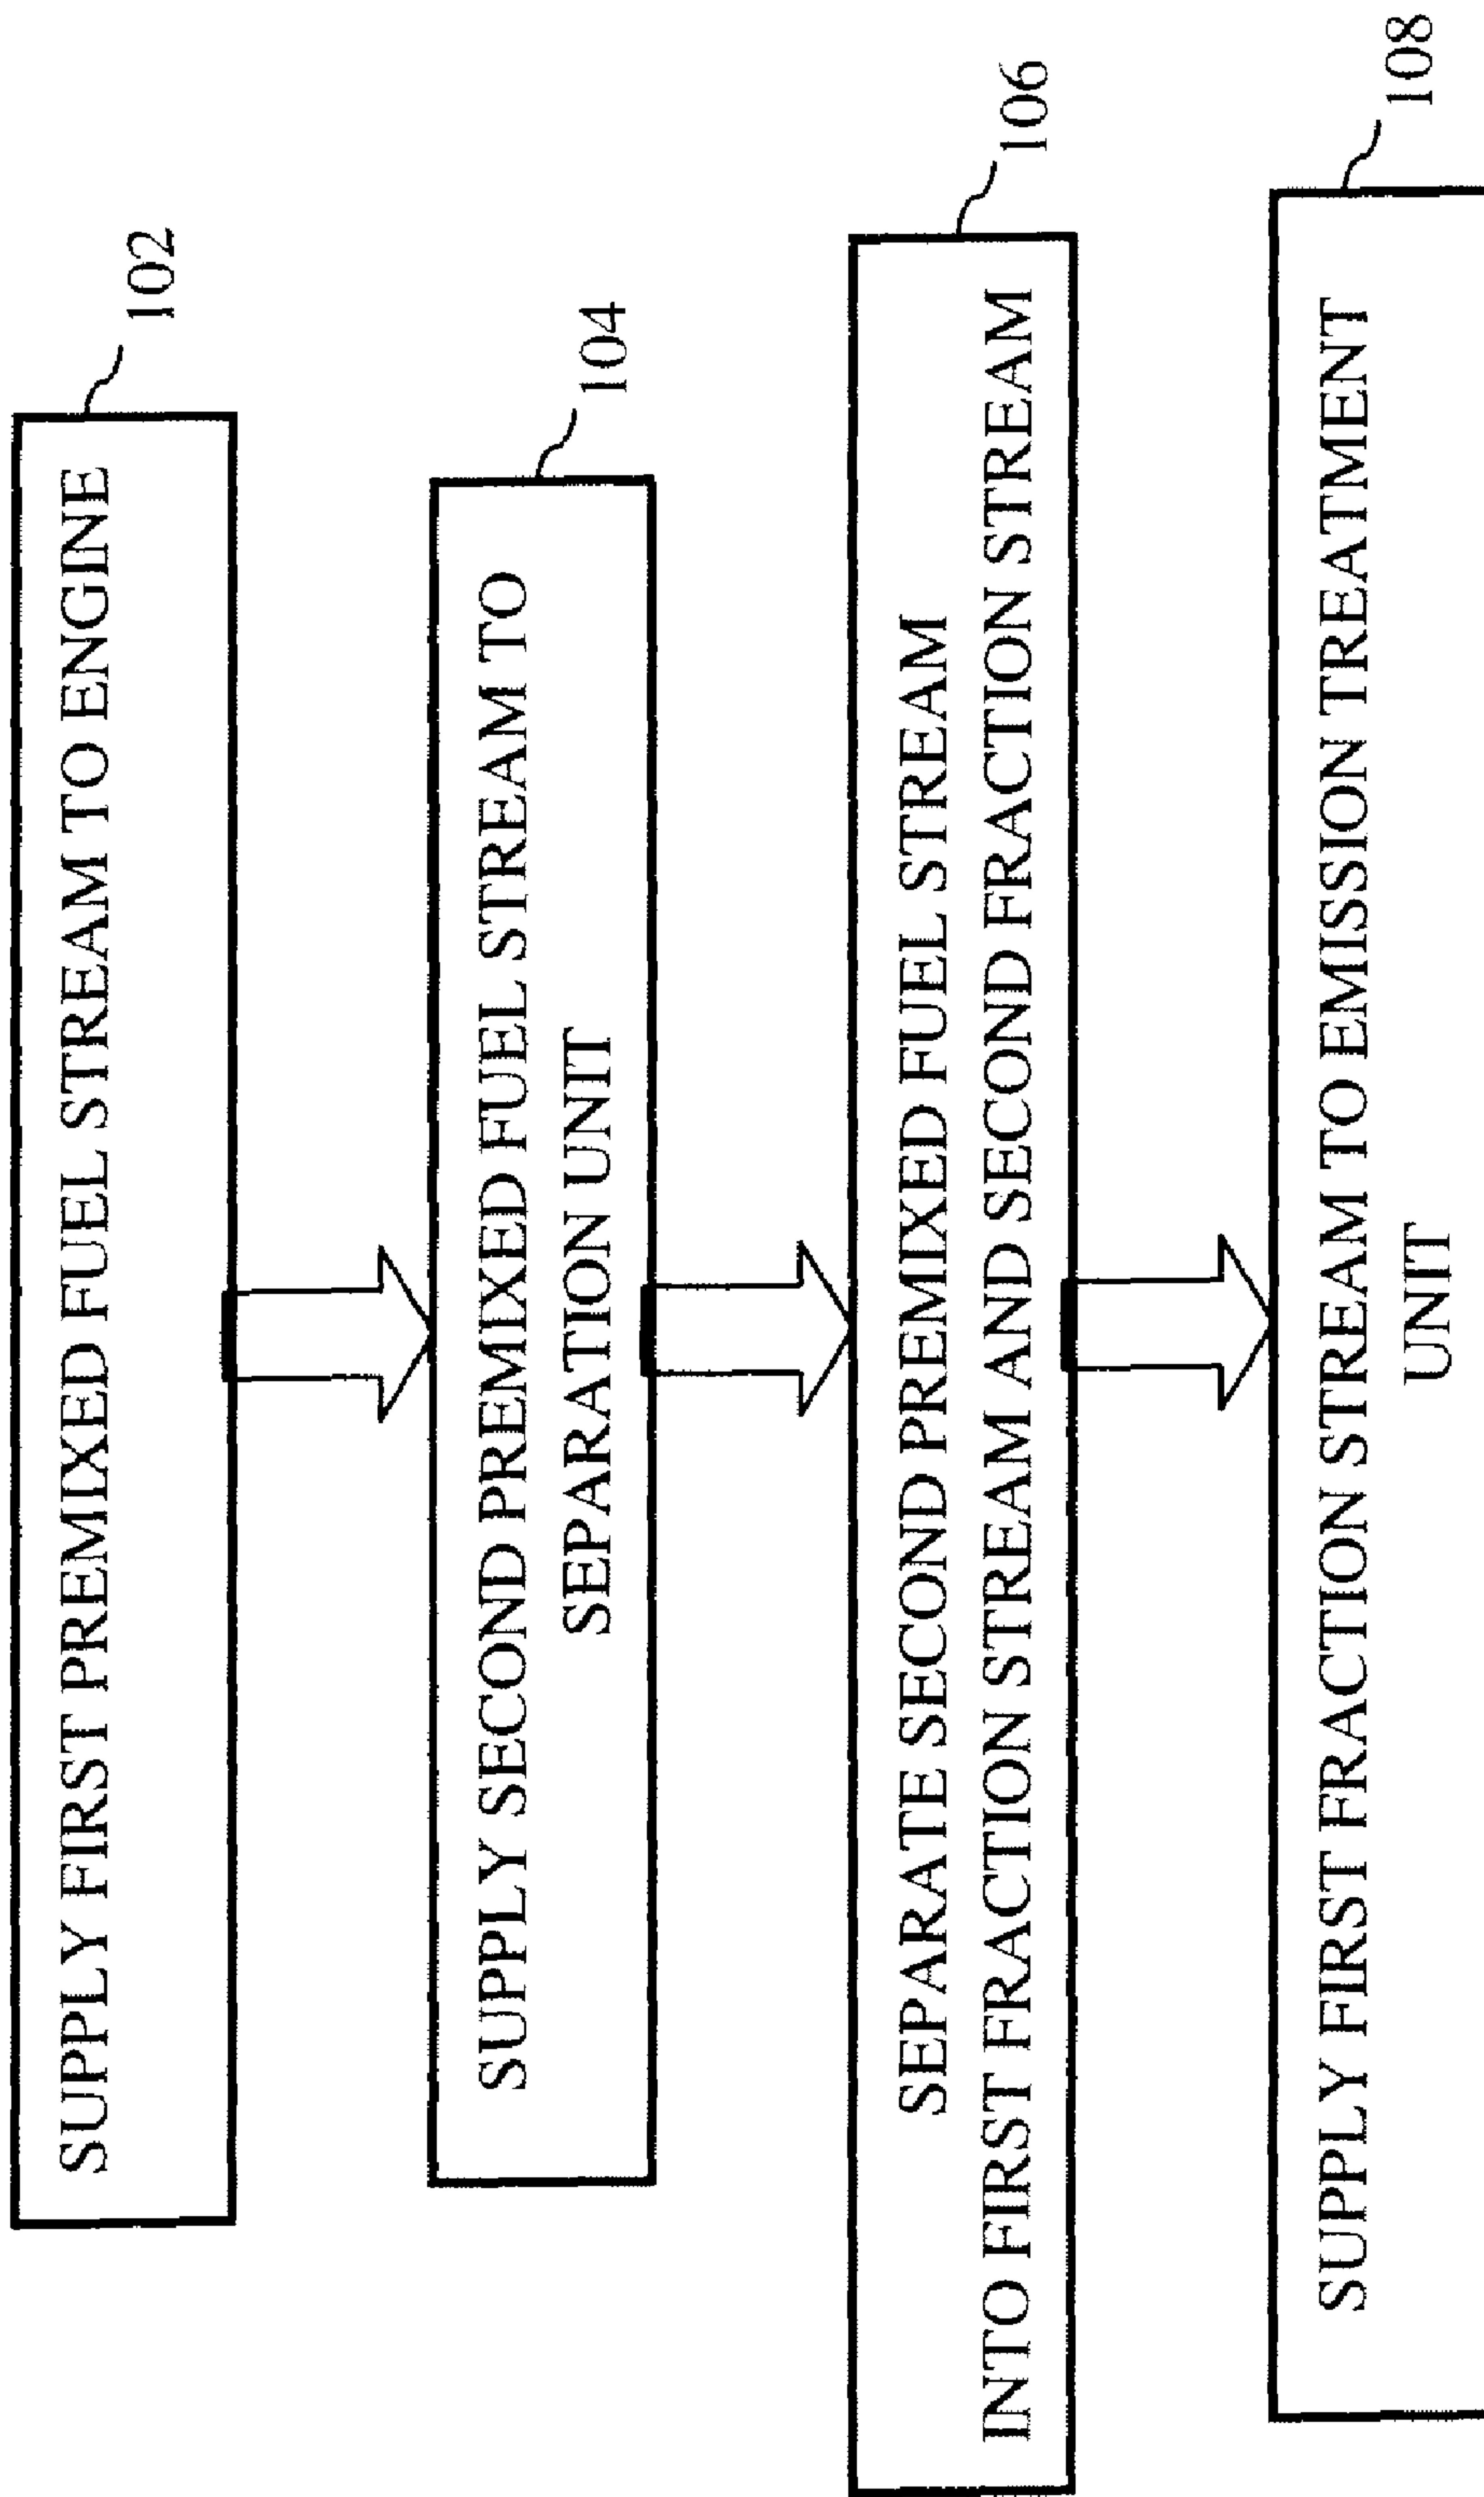 SUPPLY FIRST PREMIXED FUEL STREAM TO ENGINE
102
SUPPLY SECOND PREMIXED FUEL STREAM TO
SEPARATION UNIT
104
SEPARATE SECOND PREMIXED FUEL STREAM
INTO FIRST FRACTION STREAM AND SECOND FRACTION STREAM
106
SUPPLY FIRST FRACTION STREAM TO EMISSION TREATMENT
UNIT
108